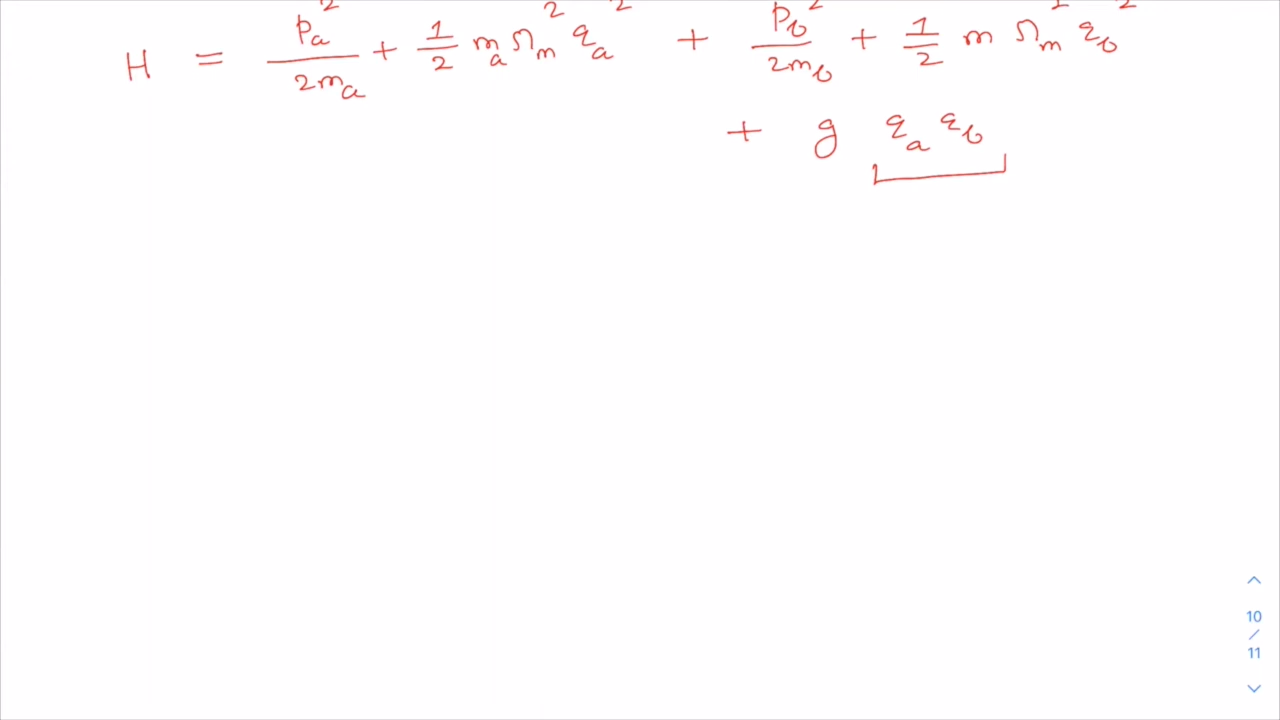 H = p_a^2 / 2m_a + 1/2 m_a Ω_m^2 q_a^2 + p_b^2 / 2m_b + 1/2 m Ω_m^2 q_b^2
+ g q_a q_b
10
/
11